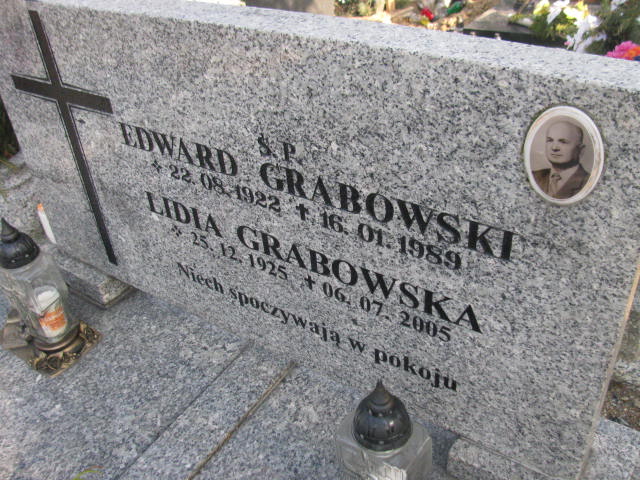 Ś.P.
EDWARD GRABOWSKI
* 22.08.1922 ✝ 16.01.1989
LIDIA GRABOWSKA
* 25.12.1925 ✝ 06.07.2005
Niech spoczywają w pokoju